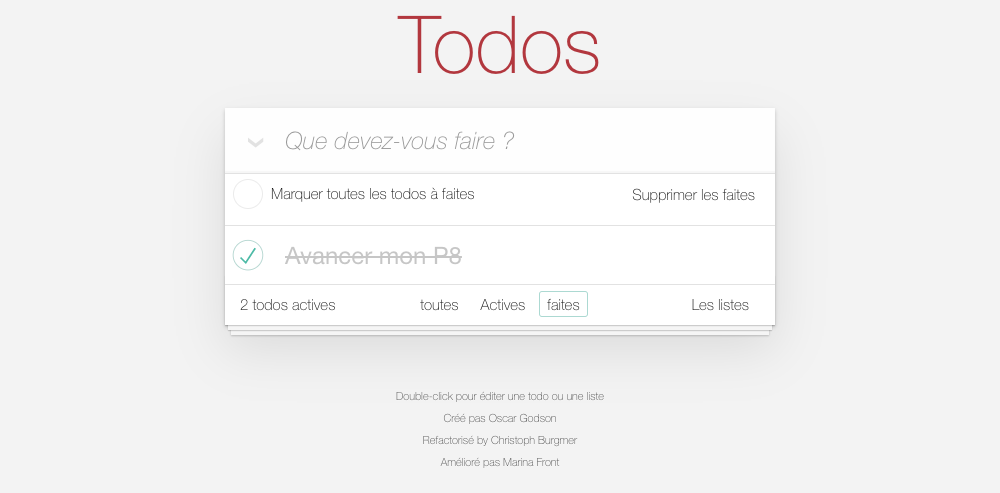 Todos
Que devez-vous faire ?
Marquer toutes les todos à faites
Supprimer les faites
Avancer mon P8
2 todos actives
toutes
Actives
faites
Les listes
Double-click pour éditer une todo ou une liste
Créé pas Oscar Godson
Refactorisé by Christoph Burgmer
Amélioré pas Marina Front